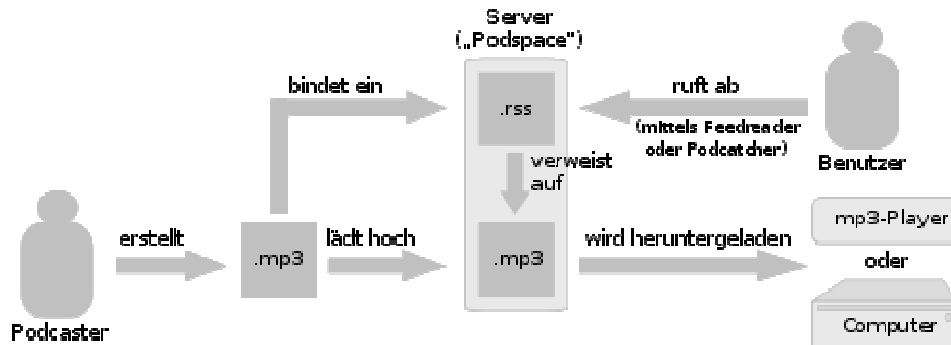 Server
(„Podspace")
bindet ein
.rss
ruft ab
(mittels Feedreader
oder Podcatcher)
Benutzer
verweist
auf
mp3-Player
erstellt
.mp3
lädt hoch
.mp3
wird heruntergeladen
oder
Podcaster
Computer